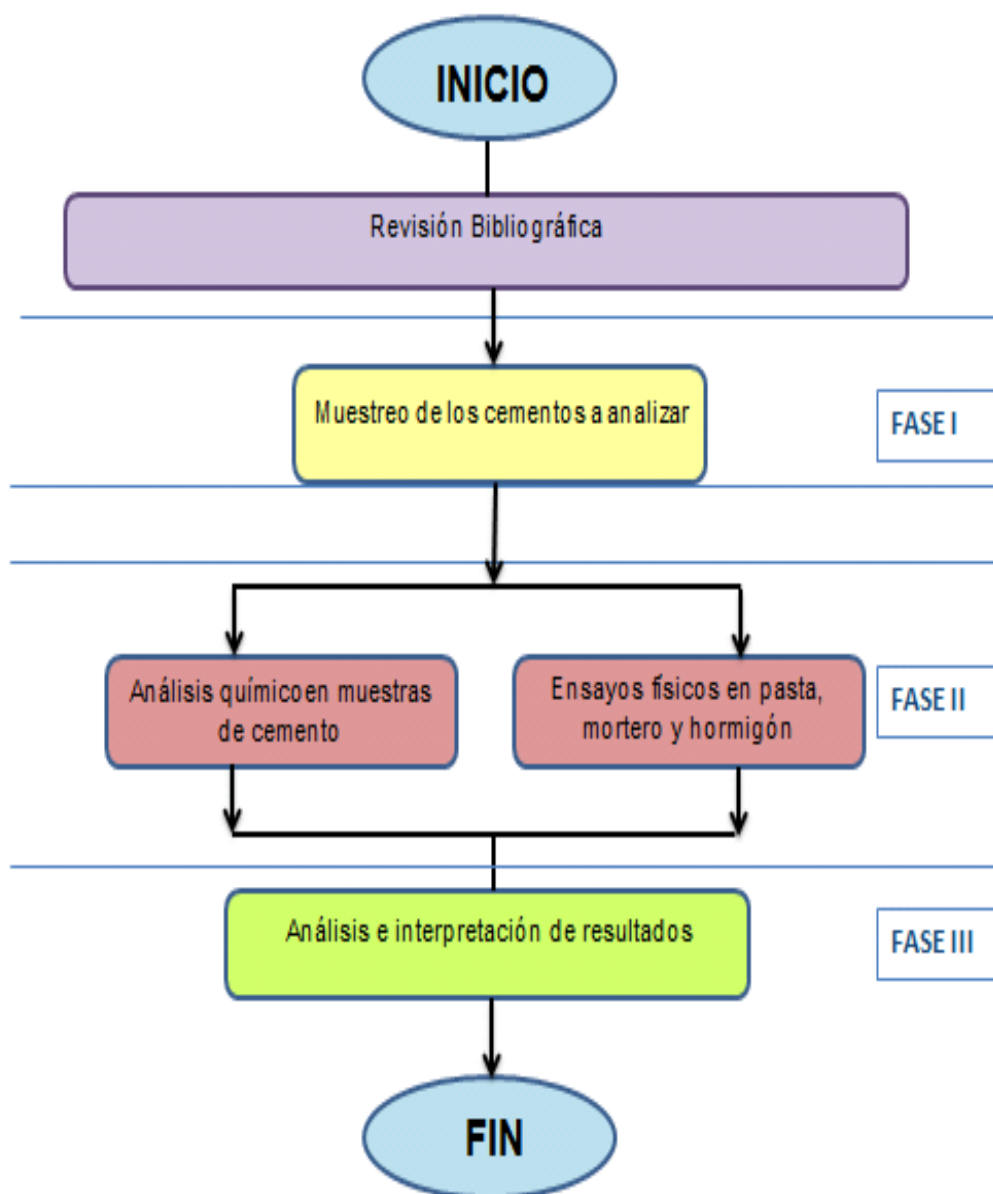 INICIO
Revisión Bibliográfica
Muestreo de los cementos a analizar
FASE I
Análisis químico en muestras
de cemento
Ensayos físicos en pasta,
mortero y hormigón
FASE II
Análisis e interpretación de resultados
FASE III
FIN